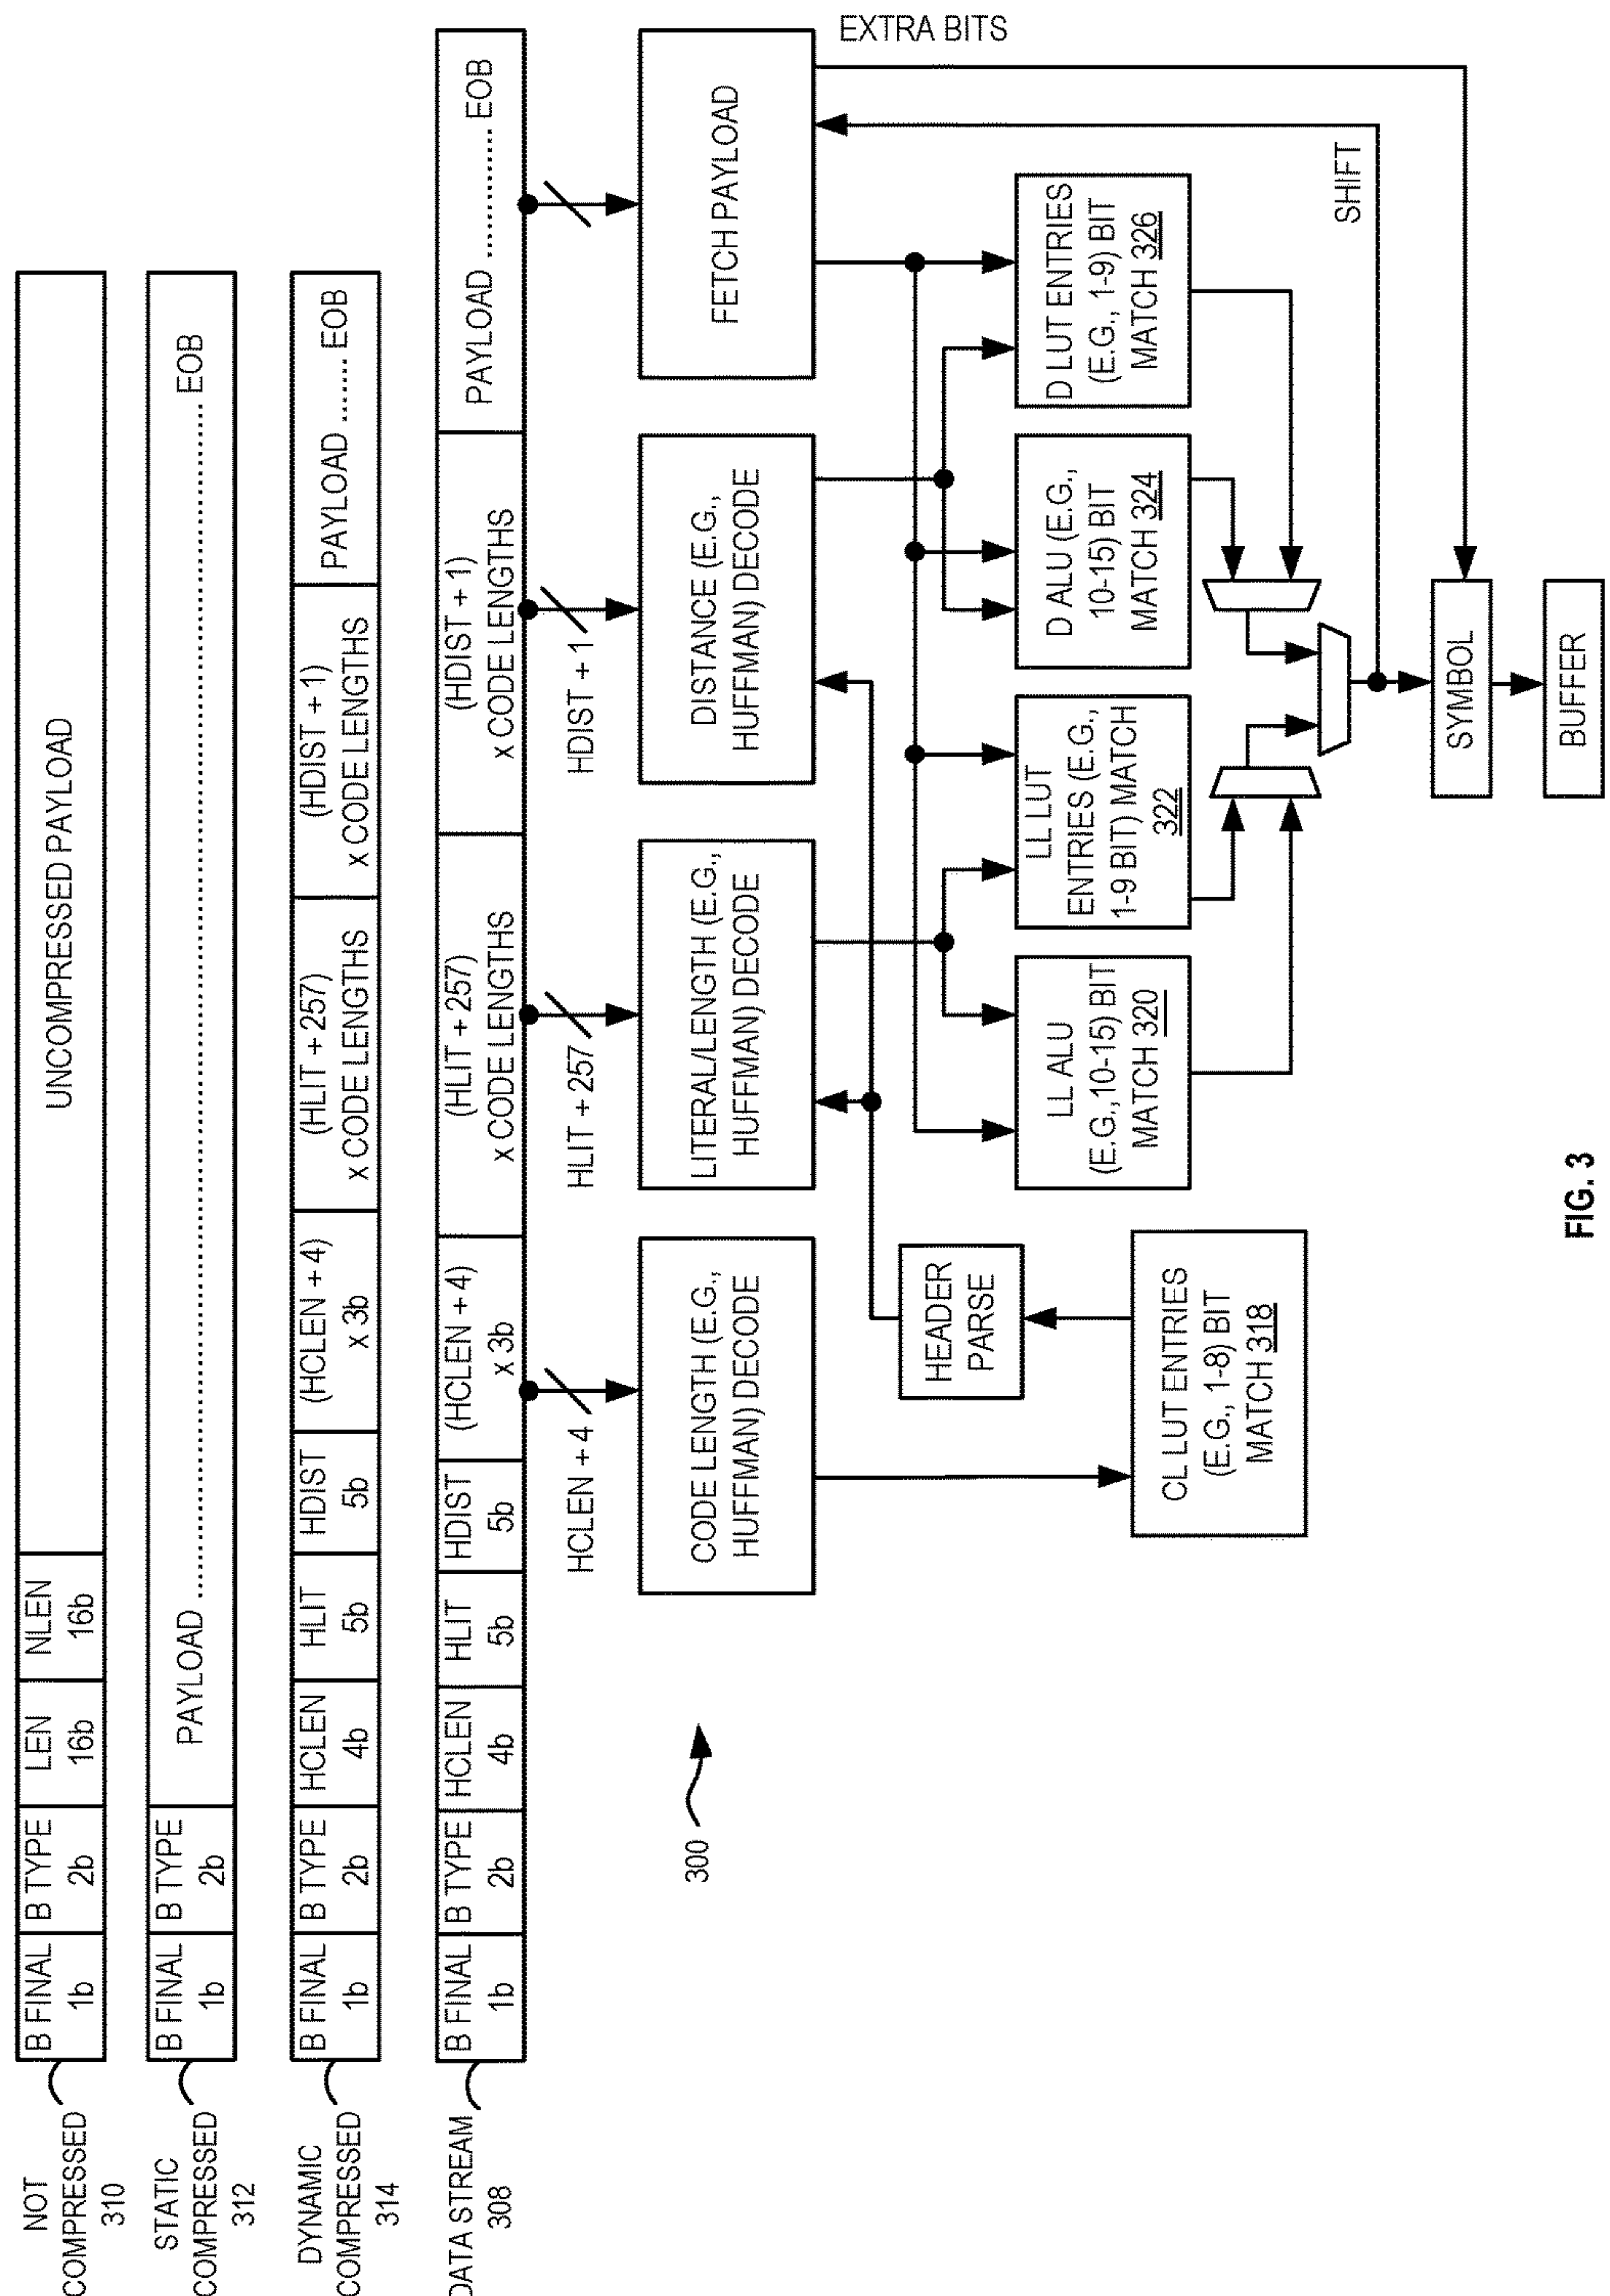 NOT
COMPRESSED
310
B FINAL
1b
B TYPE
2b
LEN
16b
NLEN
16b
UNCOMPRESSED PAYLOAD
STATIC
COMPRESSED
312
B FINAL
1b
B TYPE
2b
PAYLOAD ........ EOB
DYNAMIC
COMPRESSED
314
B FINAL
1b
B TYPE
2b
HCLEN
4b
HLIT
5b
HDIST
5b
(HCLEN + 4)
x 3b
(HLIT + 257)
x CODE LENGTHS
(HDIST + 1)
x CODE LENGTHS
PAYLOAD ...... EOB
DATA STREAM
308
B FINAL
1b
B TYPE
2b
HCLEN
4b
HLIT
5b
HDIST
5b
(HCLEN + 4)
x 3b
(HLIT + 257)
x CODE LENGTHS
(HDIST + 1)
x CODE LENGTHS
PAYLOAD ............ EOB
HCLEN + 4
HLIT + 257
HDIST + 1
300
CODE LENGTH (E.G.,
HUFFMAN) DECODE
LITERAL/LENGTH (E.G.,
HUFFMAN) DECODE
DISTANCE (E.G.,
HUFFMAN) DECODE
FETCH PAYLOAD
EXTRA BITS
HEADER
PARSE
CL LUT ENTRIES
(E.G., 1-8) BIT
MATCH 318
LL ALU
(E.G.,10-15) BIT
MATCH 320
LL LUT
ENTRIES (E.G.,
1-9 BIT) MATCH
322
D ALU (E.G.,
10-15) BIT
MATCH 324
D LUT ENTRIES
(E.G., 1-9) BIT
MATCH 326
SHIFT
SYMBOL
BUFFER
FIG. 3